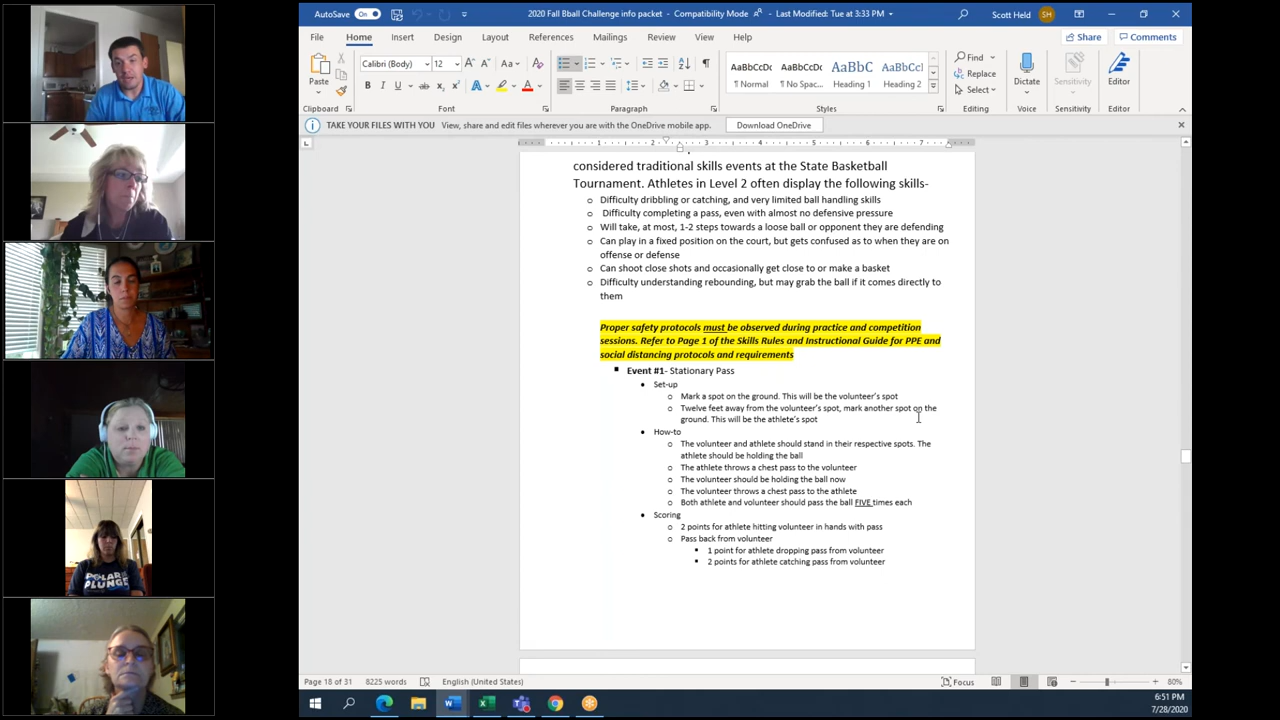 AutoSave On
2020 Fall Bball Challenge info packet - Compatibility Mode
Last Modified: Tue at 3:33 PM
Scott Held SH
File Home Insert Design Layout References Mailings Review View Help
Share Comments
Paste
Clipboard
Calibri (Body) 12
Font
Paragraph
AaBbCcDc AaBbCcDc AaBbC AaBbCcI
¶ Normal ¶ No Spac... Heading 1 Heading 2
Styles
Find
Replace
Select
Editing
Dictate
Voice
Sensitivity
Sensitivity
Editor
Editor
TAKE YOUR FILES WITH YOU View, share and edit files wherever you are with the OneDrive mobile app. Download OneDrive
1 2 3 4 5 6 7
considered traditional skills events at the State Basketball
Tournament. Athletes in Level 2 often display the following skills-
o Difficulty dribbling or catching, and very limited ball handling skills
o Difficulty completing a pass, even with almost no defensive pressure
o Will take, at most, 1-2 steps towards a loose ball or opponent they are defending
o Can play in a fixed position on the court, but gets confused as to when they are on
offense or defense
o Can shoot close shots and occasionally get close to or make a basket
o Difficulty understanding rebounding, but may grab the ball if it comes directly to
them
Proper safety protocols must be observed during practice and competition
sessions. Refer to Page 1 of the Skills Rules and Instructional Guide for PPE and
social distancing protocols and requirements
▪ Event #1- Stationary Pass
• Set-up
o Mark a spot on the ground. This will be the volunteer's spot
o Twelve feet away from the volunteer's spot, mark another spot on the
ground. This will be the athlete's spot
• How-to
o The volunteer and athlete should stand in their respective spots. The
athlete should be holding the ball
o The athlete throws a chest pass to the volunteer
o The volunteer should be holding the ball now
o The volunteer throws a chest pass to the athlete
o Both athlete and volunteer should pass the ball FIVE times each
• Scoring
o 2 points for athlete hitting volunteer in hands with pass
o Pass back from volunteer
▪ 1 point for athlete dropping pass from volunteer
▪ 2 points for athlete catching pass from volunteer
POLAR
PLUNGE
Page 18 of 31 8225 words English (United States)
Focus 80%
6:51 PM
7/28/2020